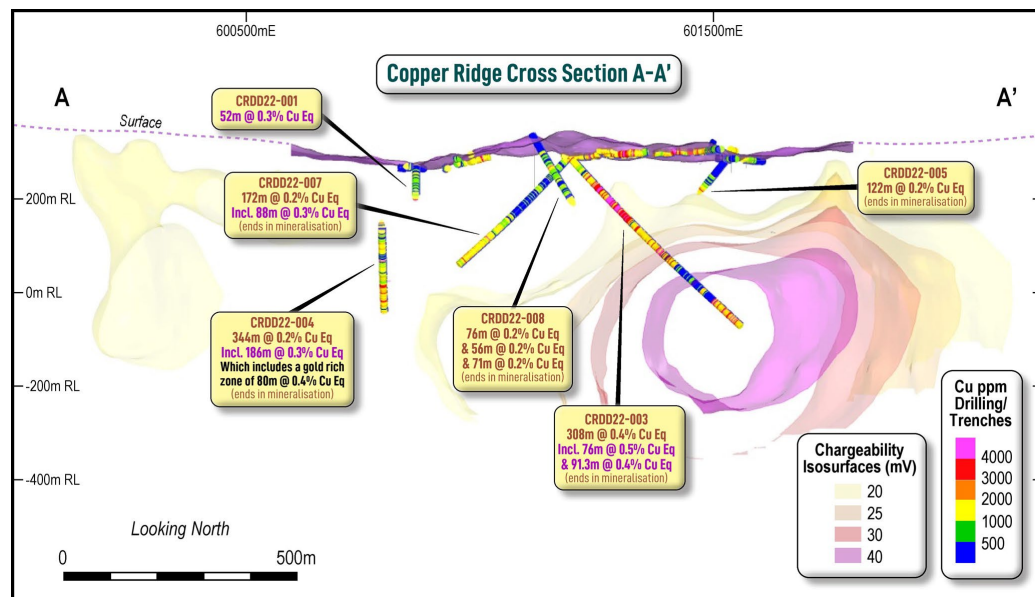 600500mE
601500mE
Copper Ridge Cross Section A-A'
A
A'
Surface
CRDD22-001
52m @ 0.3% Cu Eq
CRDD22-007
172m @ 0.2% Cu Eq
Incl. 88m @ 0.3% Cu Eq
(ends in mineralisation)
CRDD22-005
122m @ 0.2% Cu Eq
(ends in mineralisation)
200m RL
0m RL
-200m RL
-400m RL
CRDD22-004
344m @ 0.2% Cu Eq
Incl. 186m @ 0.3% Cu Eq
Which includes a gold rich
zone of 80m @ 0.4% Cu Eq
(ends in mineralisation)
CRDD22-008
76m @ 0.2% Cu Eq
& 56m @ 0.2% Cu Eq
& 71m @ 0.2% Cu Eq
(ends in mineralisation)
CRDD22-003
308m @ 0.4% Cu Eq
Incl. 76m @ 0.5% Cu Eq
& 91.3m @ 0.4% Cu Eq
(ends in mineralisation)
Looking North
0
500m
Chargeability
Isosurfaces (mV)
20
25
30
40
Cu ppm
Drilling/
Trenches
4000
3000
2000
1000
500